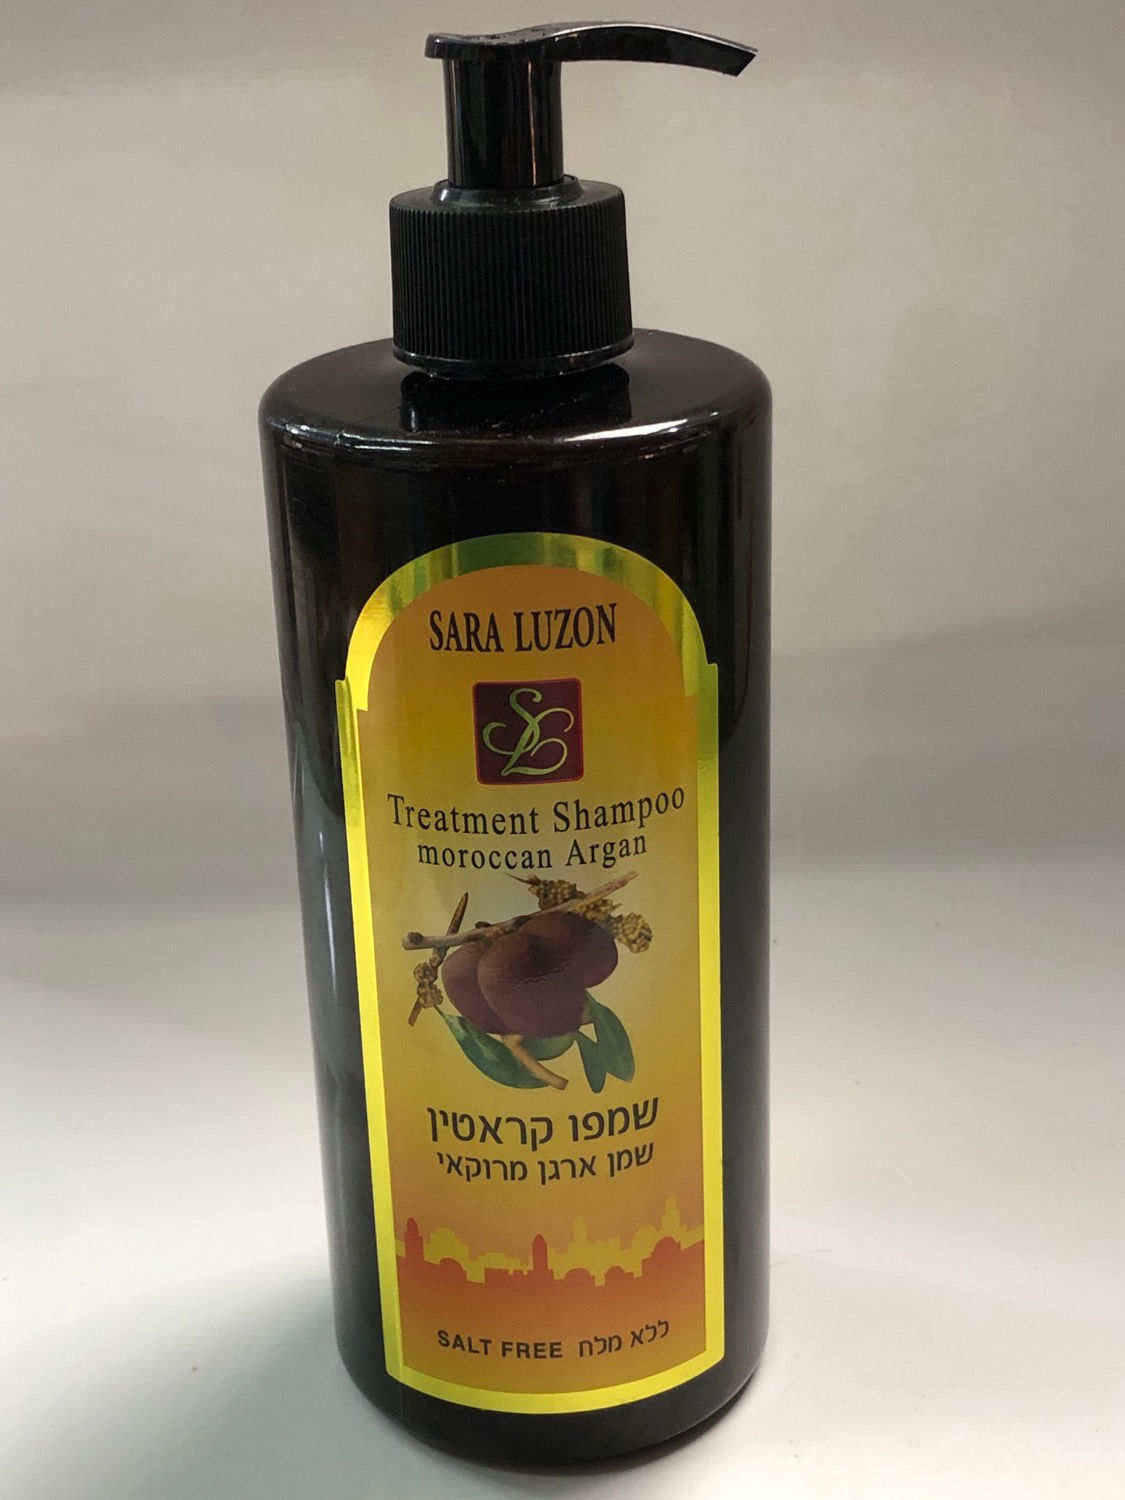 SARA LUZON
SL
Treatment Shampoo
moroccan Argan
שמפו קראטין
שמן ארגן מרוקאי
SALT FREE ללא מלח